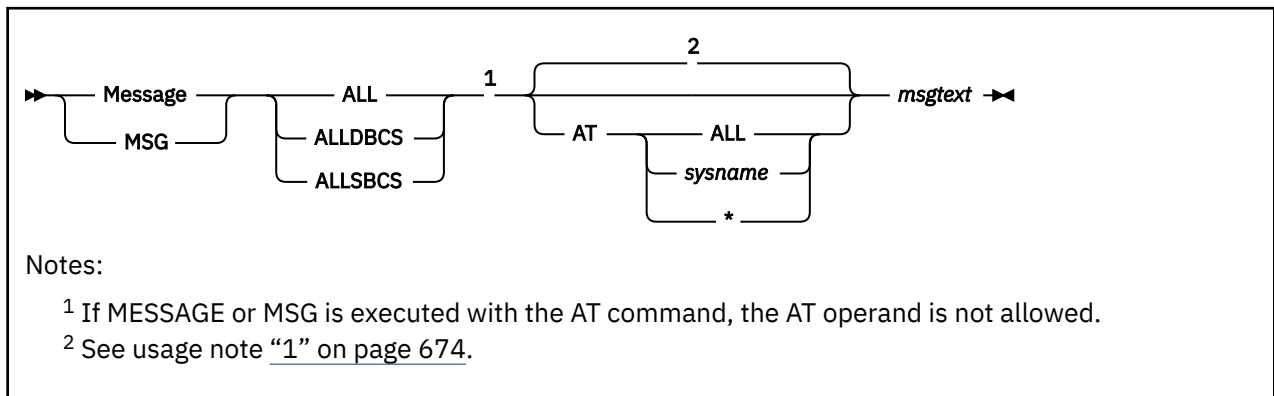 2
Message ALL 1 msgtext
MSG ALLDBCS AT ALL
ALLSBCS sysname
*
Notes:
1 If MESSAGE or MSG is executed with the AT command, the AT operand is not allowed.
2 See usage note “1” on page 674.